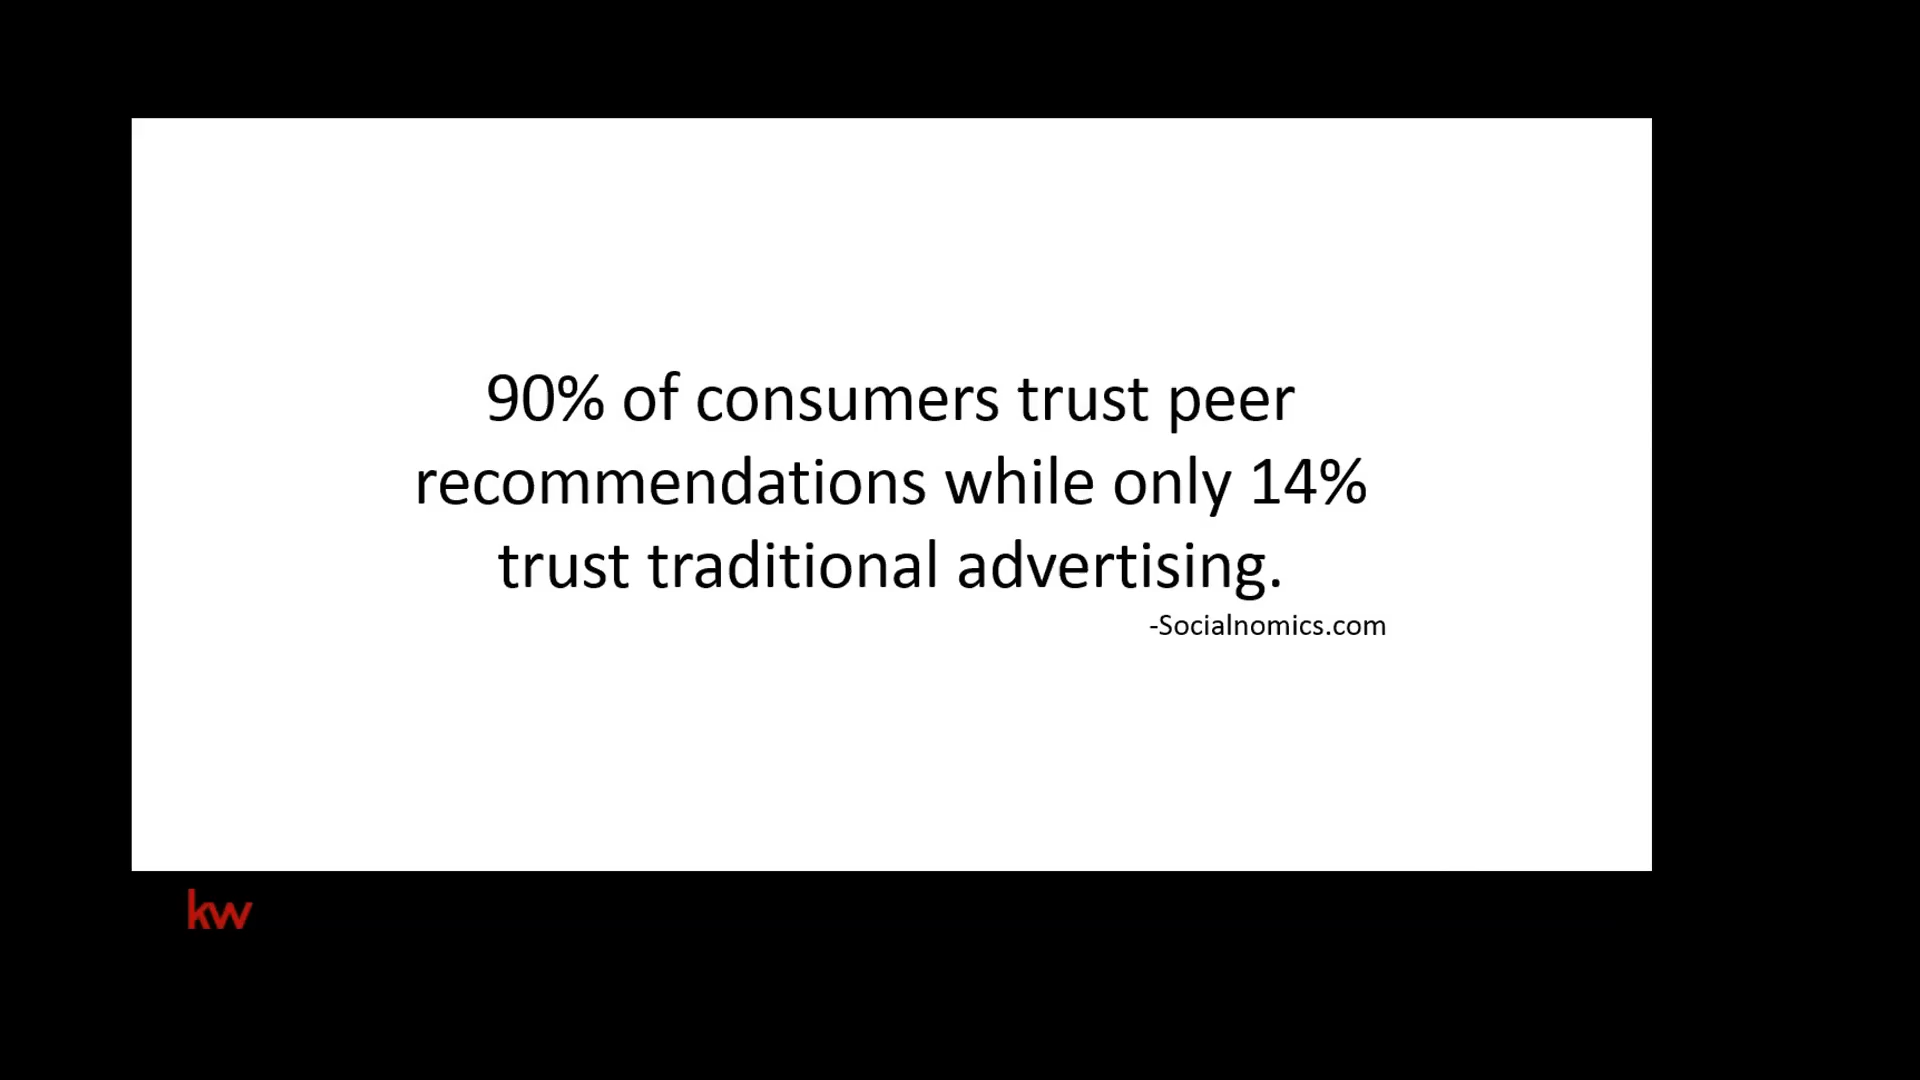 90% of consumers trust peer
recommendations while only 14%
trust traditional advertising.
-Socialnomics.com
kw